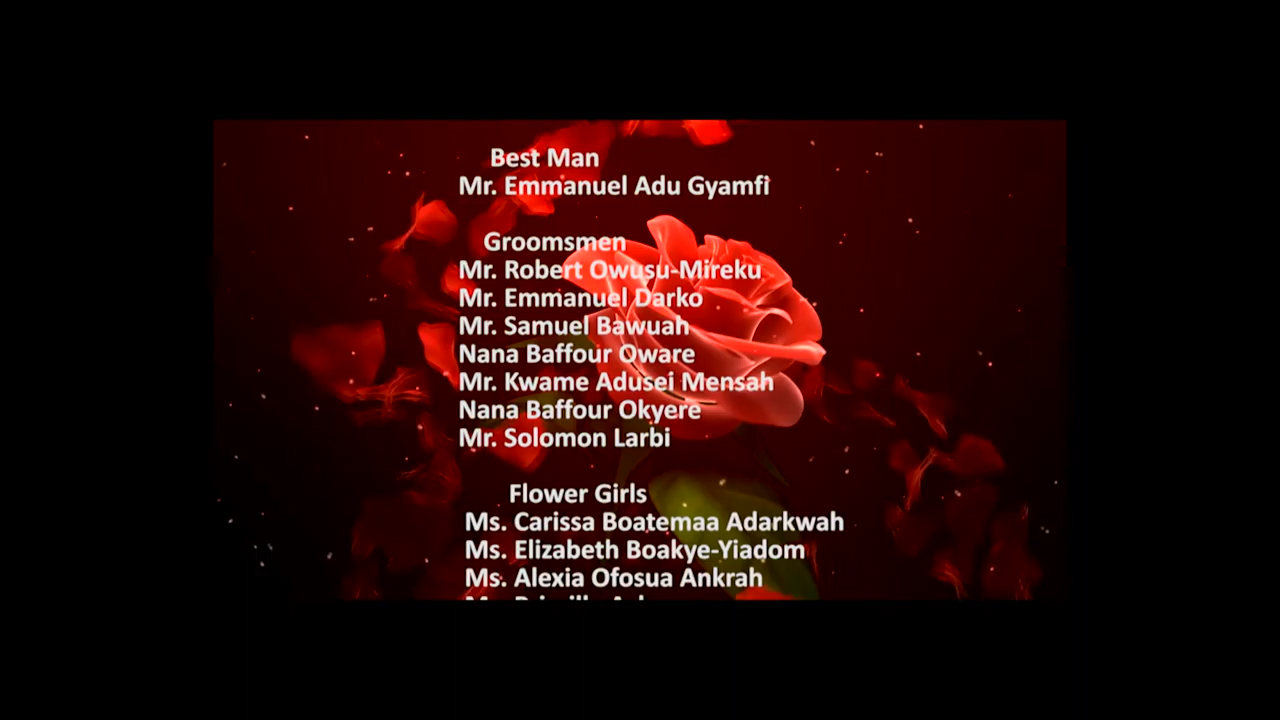 Best Man
Mr. Emmanuel Adu Gyamfi
Groomsmen
Mr. Robert Owusu-Mireku
Mr. Emmanuel Darko
Mr. Samuel Bawuah
Nana Baffour Oware
Mr. Kwame Adusei Mensah
Nana Baffour Okyere
Mr. Solomon Larbi
Flower Girls
Ms. Carissa Boatemaa Adarkwah
Ms. Elizabeth Boakye-Yiadom
Ms. Alexia Ofosua Ankrah